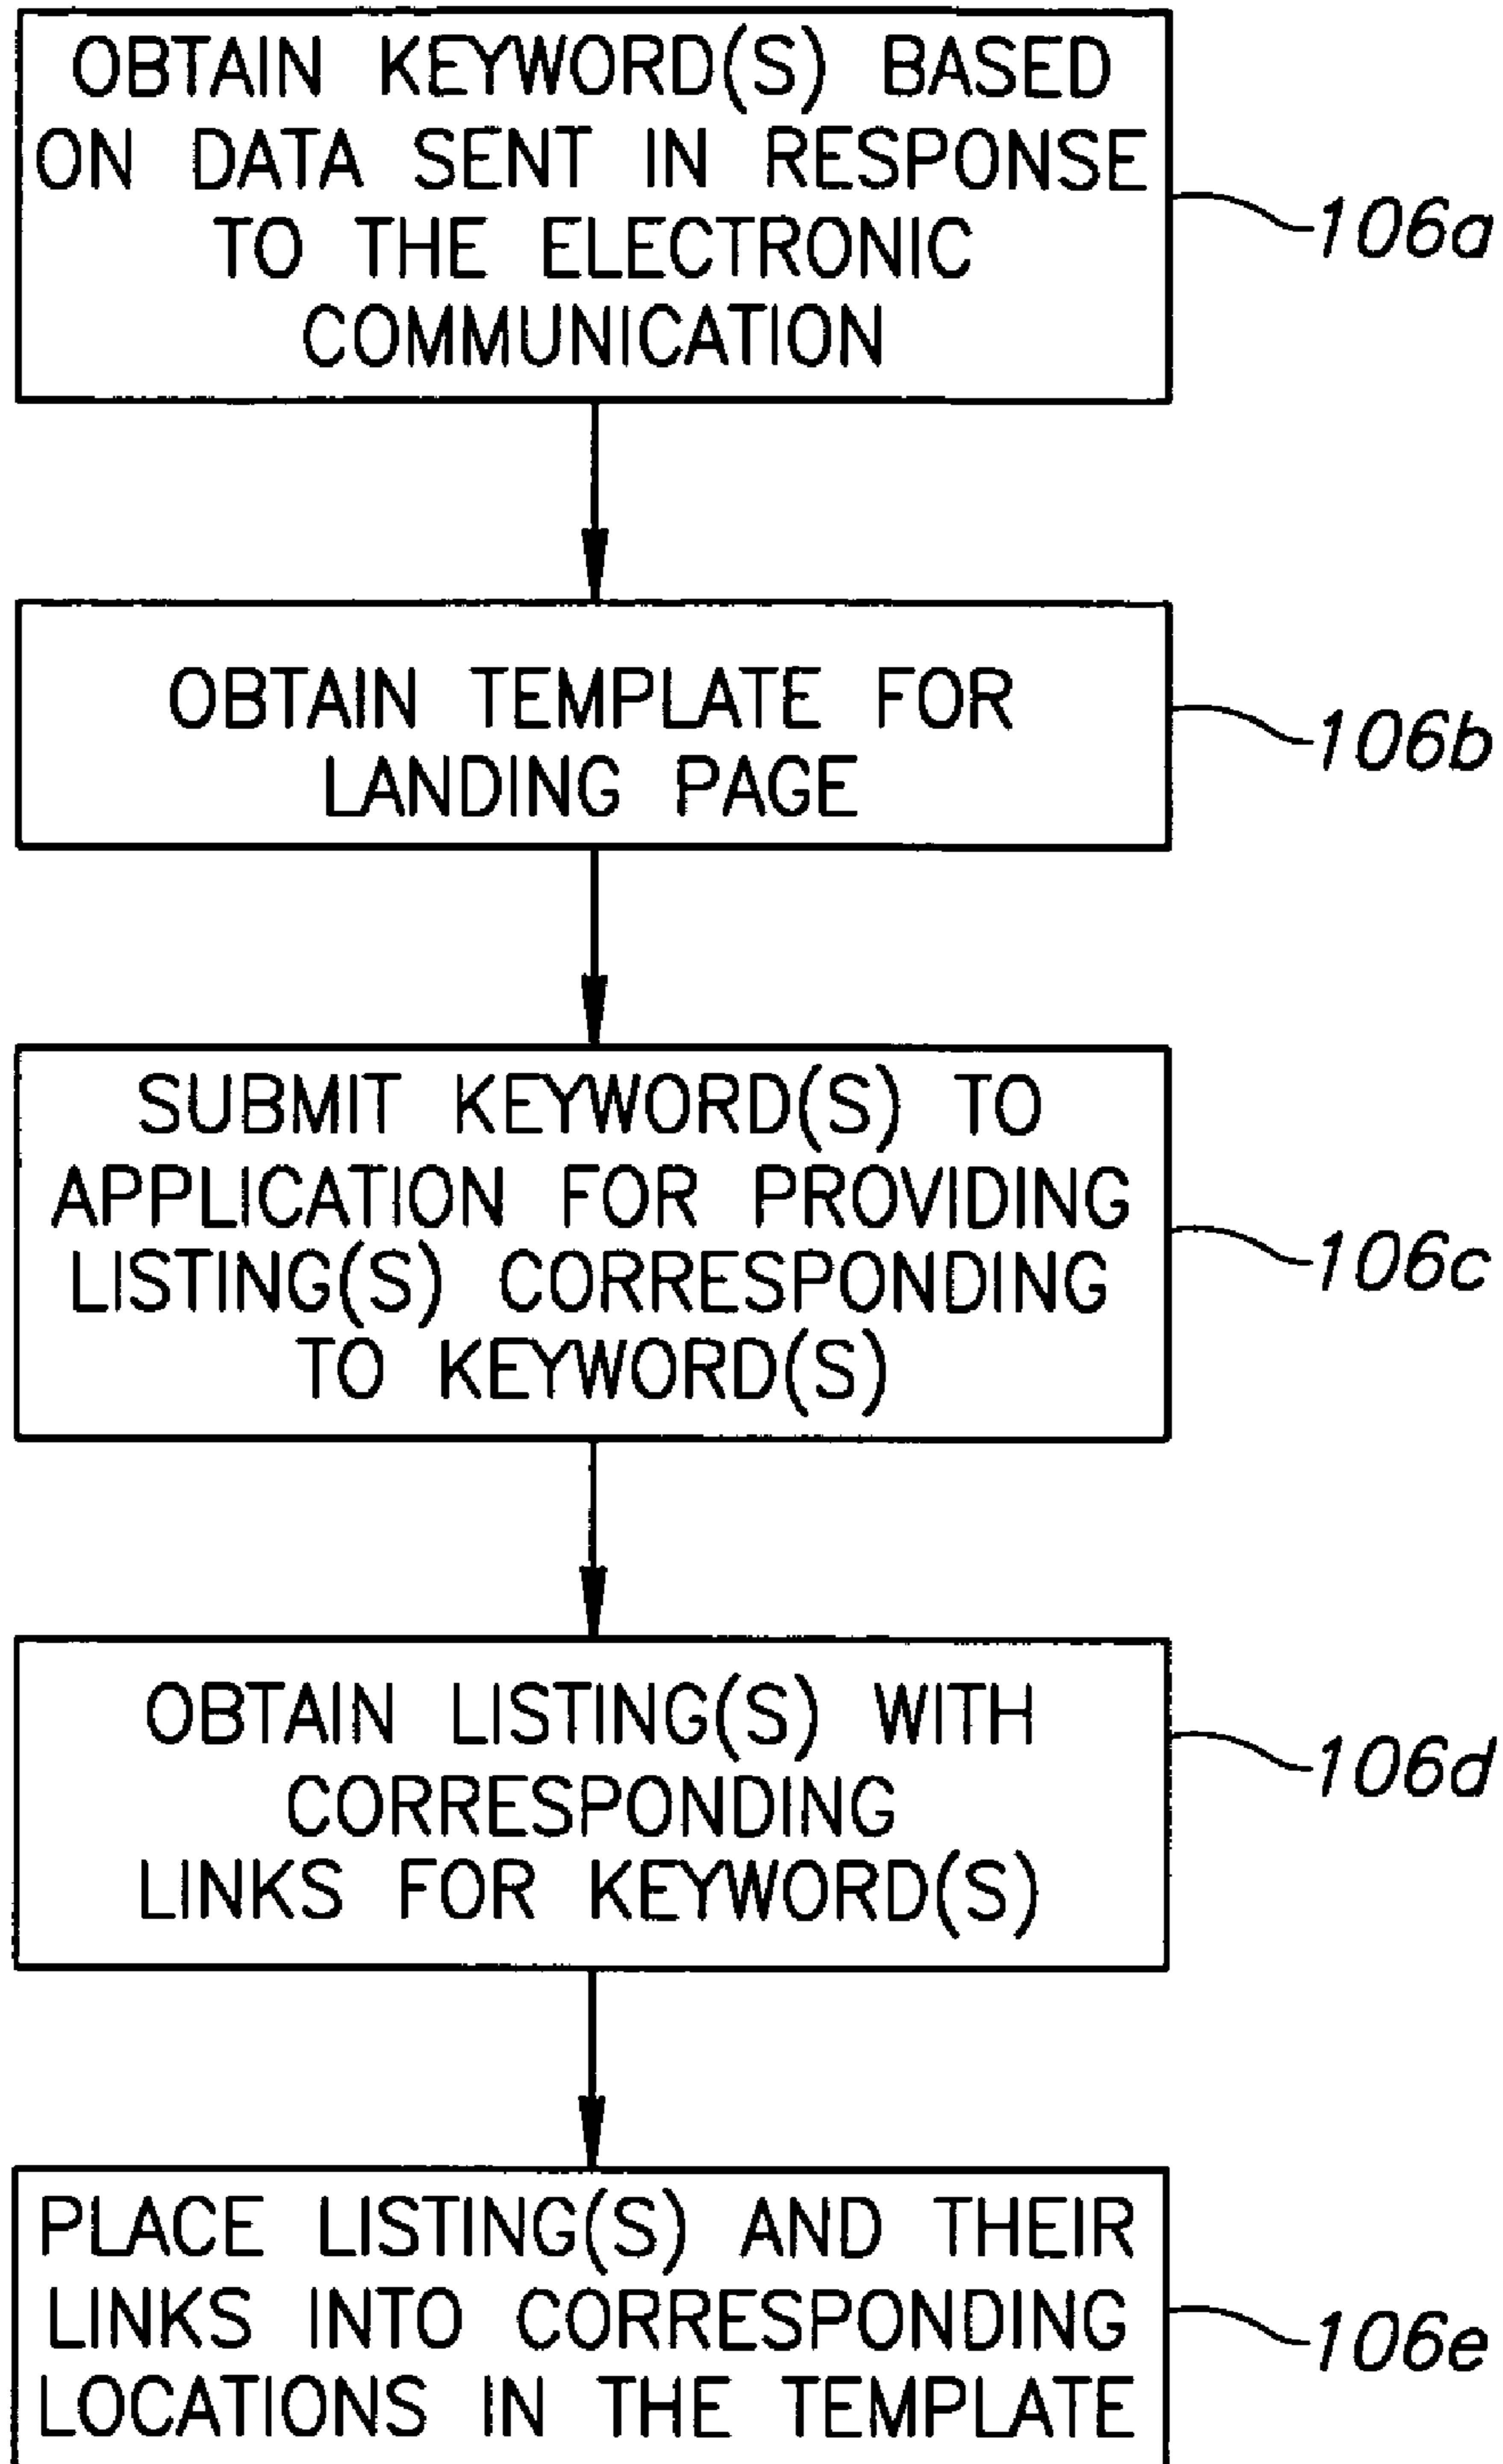 OBTAIN KEYWORD(S) BASED
ON DATA SENT IN RESPONSE
TO THE ELECTRONIC
COMMUNICATION
106a
OBTAIN TEMPLATE FOR
LANDING PAGE
106b
SUBMIT KEYWORD(S) TO
APPLICATION FOR PROVIDING
LISTING(S) CORRESPONDING
TO KEYWORD(S)
106c
OBTAIN LISTING(S) WITH
CORRESPONDING
LINKS FOR KEYWORD(S)
106d
PLACE LISTING(S) AND THEIR
LINKS INTO CORRESPONDING
LOCATIONS IN THE TEMPLATE
106e